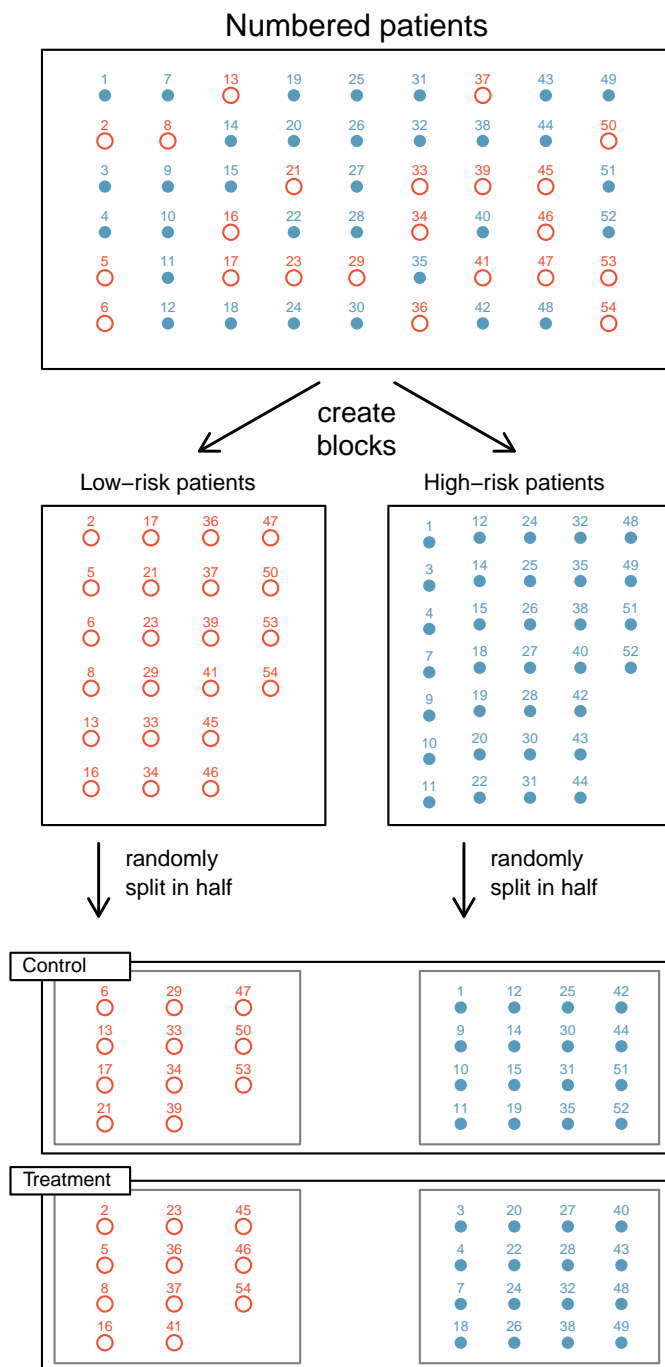 Numbered patients
1 7 13 19 25 31 37 43 49
2 8 14 20 26 32 38 44 50
3 9 15 21 27 33 39 45 51
4 10 16 22 28 34 40 46 52
5 11 17 23 29 35 41 47 53
6 12 18 24 30 36 42 48 54
create
blocks
Low−risk patients
2 17 36 47
5 21 37 50
6 23 39 53
8 29 41 54
13 33 45
16 34 46
High−risk patients
1 12 24 32 48
3 14 25 35 49
4 15 26 38 51
7 18 27 40 52
9 19 28 42
10 20 30 43
11 22 31 44
randomly
split in half
randomly
split in half
Control
6 29 47
13 33 50
17 34 53
21 39
1 12 25 42
9 14 30 44
10 15 31 51
11 19 35 52
Treatment
2 23 45
5 36 46
8 37 54
16 41
3 20 27 40
4 22 28 43
7 24 32 48
18 26 38 49